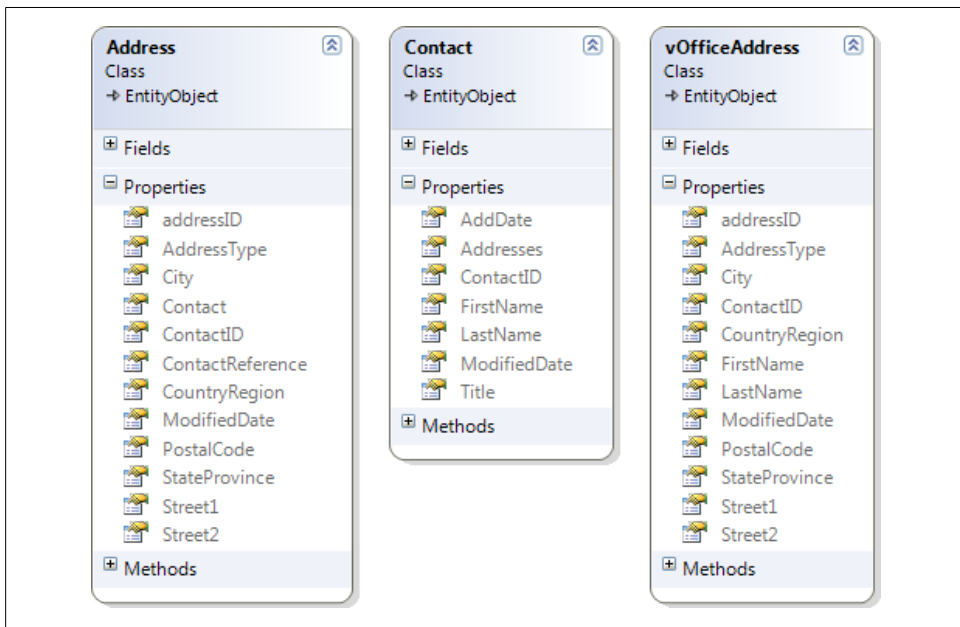 Address
Class
EntityObject
Fields
Properties
addressID
AddressType
City
Contact
ContactID
ContactReference
CountryRegion
ModifiedDate
PostalCode
StateProvince
Street1
Street2
Methods
Contact
Class
EntityObject
Fields
Properties
AddDate
Addresses
ContactID
FirstName
LastName
ModifiedDate
Title
Methods
vOfficeAddress
Class
EntityObject
Fields
Properties
addressID
AddressType
City
ContactID
CountryRegion
FirstName
LastName
ModifiedDate
PostalCode
StateProvince
Street1
Street2
Methods